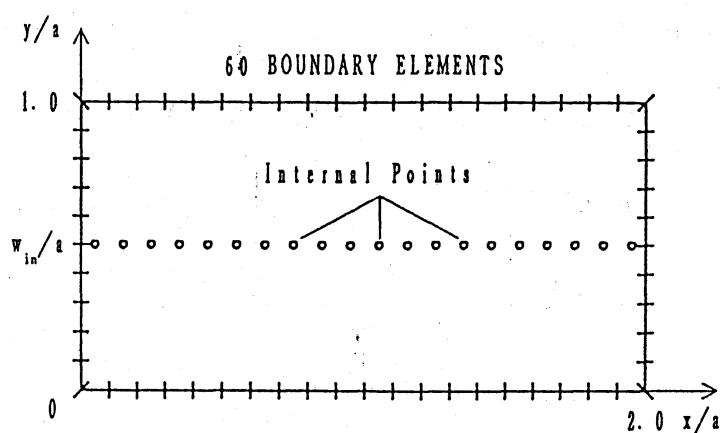 y/a
60 BOUNDARY ELEMENTS
1.0
Internal Points
w_in/a
0
2.0 x/a